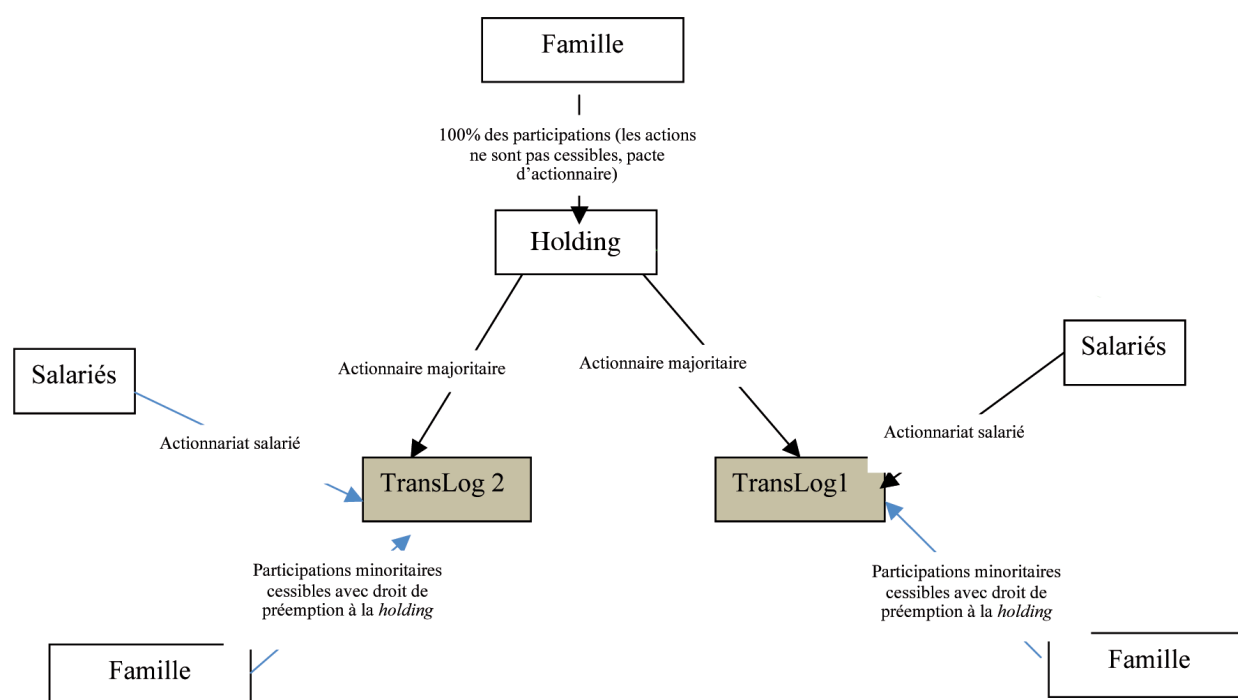 Famille
100% des participations (les actions
ne sont pas cessibles, pacte
d’actionnaire)
Holding
Salariés
Salariés
Actionnaire majoritaire
Actionnaire majoritaire
Actionnariat salarié
Actionnariat salarié
TransLog 2
TransLog1
Participations minoritaires
cessibles avec droit de
préemption à la holding
Participations minoritaires
cessibles avec droit de
préemption à la holding
Famille
Famille